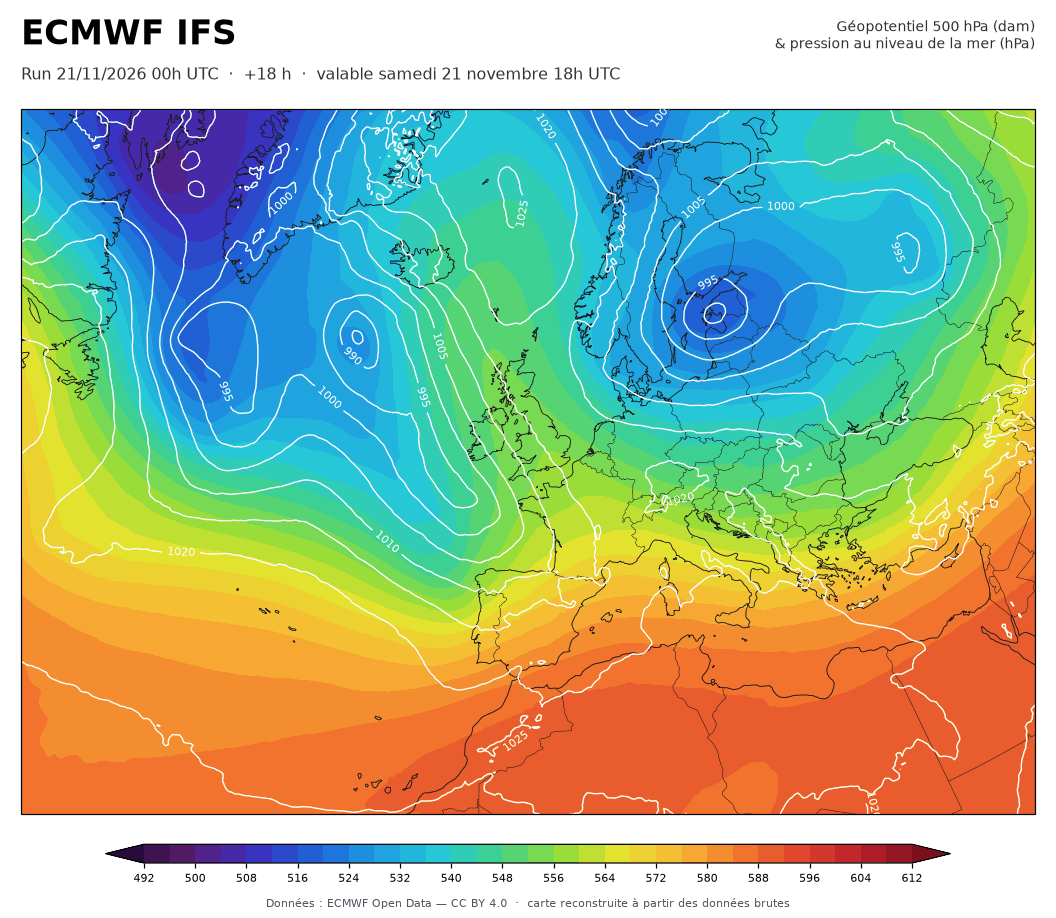 ECMWF IFS
Géopotentiel 500 hPa (dam)
& pression au niveau de la mer (hPa)
Run 21/11/2026 00h UTC · +18 h · valable samedi 21 novembre 18h UTC
1020
1000
1025
1005
1000
995
995
1005
990
995
1000
995
1020
1010
1020
1025
492 500 508 516 524 532 540 548 556 564 572 580 588 596 604 612
Données : ECMWF Open Data — CC BY 4.0 · carte reconstruite à partir des données brutes